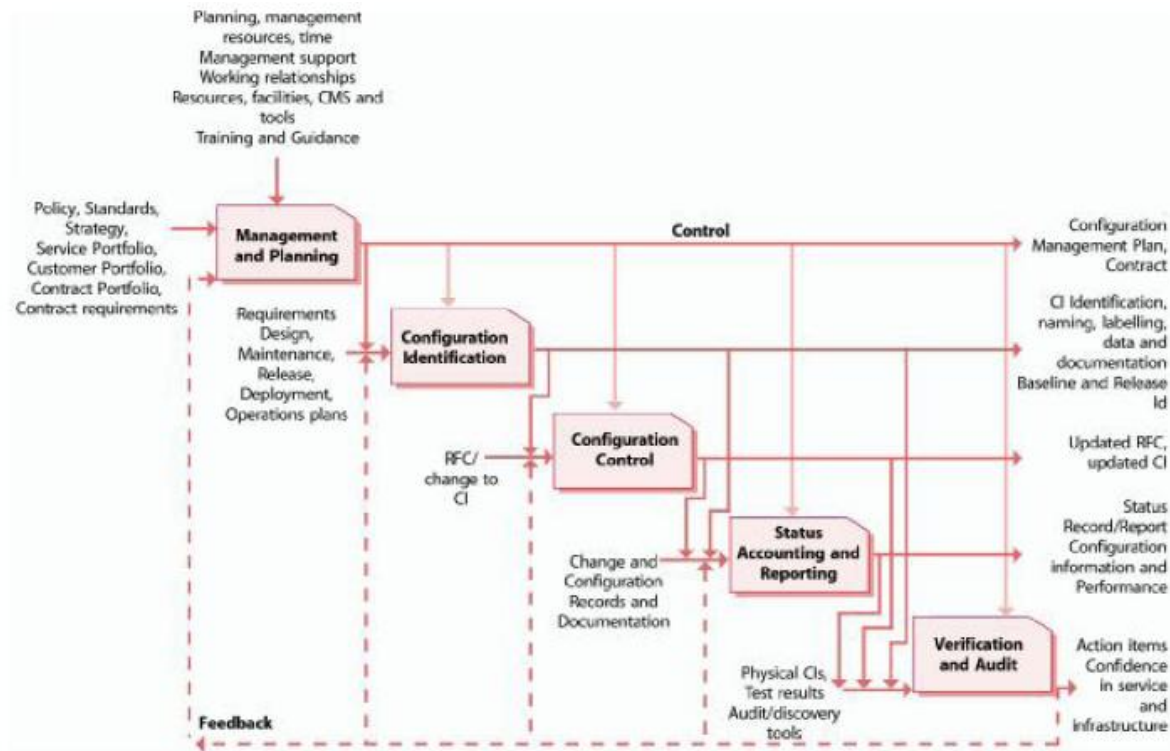 Planning, management
resources, time
Management support
Working relationships
Resources, facilities, CMS and
tools
Training and Guidance
Policy, Standards,
Strategy,
Service Portfolio,
Customer Portfolio,
Contract Portfolio,
Contract requirements
Management
and Planning
Control
Configuration
Management Plan,
Contract
Requirements
Design,
Maintenance,
Release,
Deployment,
Operations plans
Configuration
Identification
CI Identification,
naming, labelling,
data and
documentation
Baseline and Release
Id
RFC/
change to
CI
Configuration
Control
Updated RFC,
updated CI
Change and
Configuration
Records and
Documentation
Status
Accounting and
Reporting
Status
Record/Report
Configuration
information and
Performance
Physical CIs,
Test results
Audit/discovery
tools
Verification
and Audit
Action items
Confidence
in service
and
infrastructure
Feedback